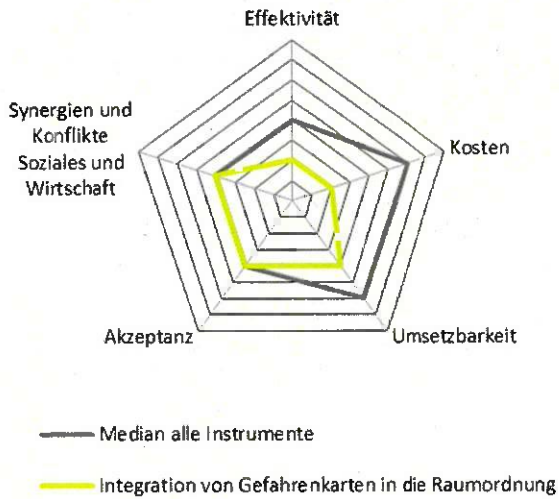 Effektivität
Synergien und
Konflikte
Soziales und
Wirtschaft
Kosten
Akzeptanz
Umsetzbarkeit
Median alle Instrumente
Integration von Gefahrenkarten in die Raumordnung